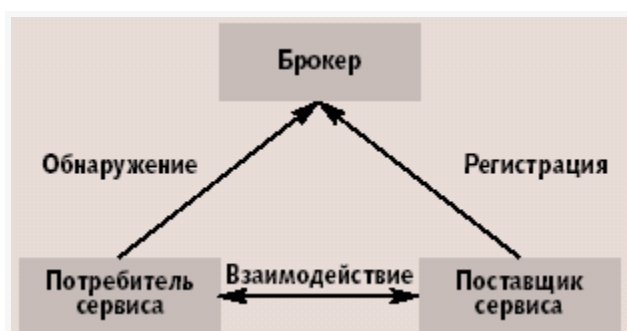 Брокер
Обнаружение
Регистрация
Потребитель
сервиса
Взаимодействие
Поставщик
сервиса